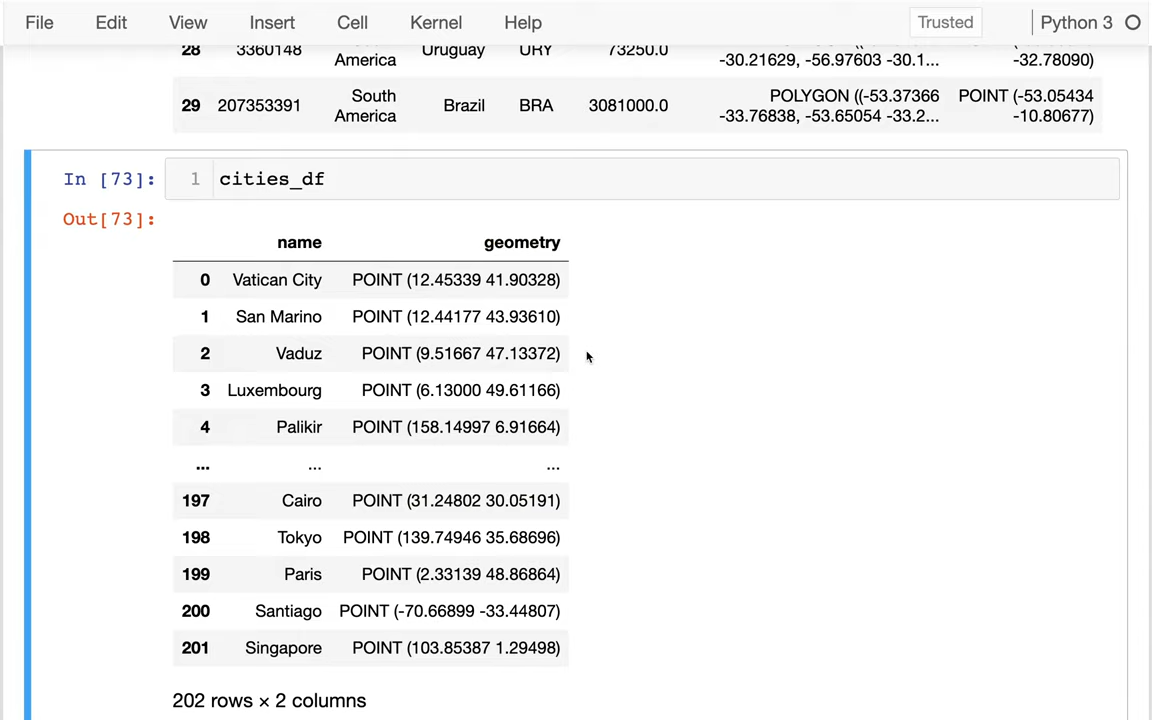 File Edit View Insert Cell Kernel Help Trusted Python 3
28 3360148 America Uruguay URY 73250.0 -30.21629, -56.97603 -30.1... -32.78090)
29 207353391 South America Brazil BRA 3081000.0 POLYGON ((-53.37366 -33.76838, -53.65054 -33.2... POINT (-53.05434 -10.80677)
In [73]: 1 cities_df
Out[73]:
name geometry
0 Vatican City POINT (12.45339 41.90328)
1 San Marino POINT (12.44177 43.93610)
2 Vaduz POINT (9.51667 47.13372)
3 Luxembourg POINT (6.13000 49.61166)
4 Palikir POINT (158.14997 6.91664)
... ... ...
197 Cairo POINT (31.24802 30.05191)
198 Tokyo POINT (139.74946 35.68696)
199 Paris POINT (2.33139 48.86864)
200 Santiago POINT (-70.66899 -33.44807)
201 Singapore POINT (103.85387 1.29498)
202 rows × 2 columns